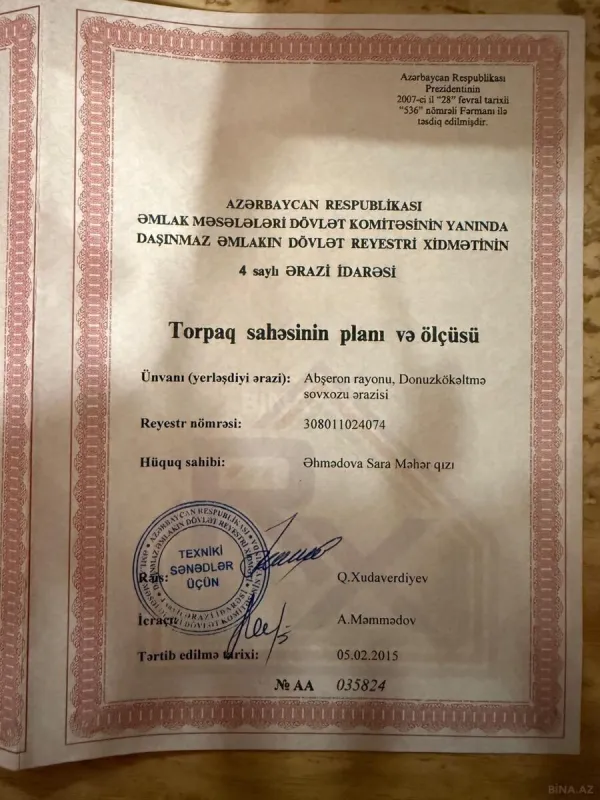 Azərbaycan Respublikası
Prezidentinin
2007-ci il "28" fevral tarixli
"536" nömrəli Fərmanı ilə
təsdiq edilmişdir.
AZƏRBAYCAN RESPUBLİKASI
ƏMLAK MƏSƏLƏLƏRİ DÖVLƏT KOMİTƏSİNİN YANINDA
DAŞINMAZ ƏMLAKIN DÖVLƏT REYESTRİ XİDMƏTİNİN
4 saylı ƏRAZİ İDARƏSİ
Torpaq sahəsinin planı və ölçüsü
Ünvanı (yerləşdiyi ərazi): Abşeron rayonu, Donuzkökəltmə
sovxozu ərazisi
Reyestr nömrəsi: 308011024074
Hüquq sahibi: Əhmədova Sara Məhər qızı
TEXNİKİ
SƏNƏDLƏR
ÜÇÜN
Rəis: Q.Xudaverdiyev
İcraçı: A.Məmmədov
Tərtib edilmə tarixi: 05.02.2015
№ AA 035824
BİNA.AZ